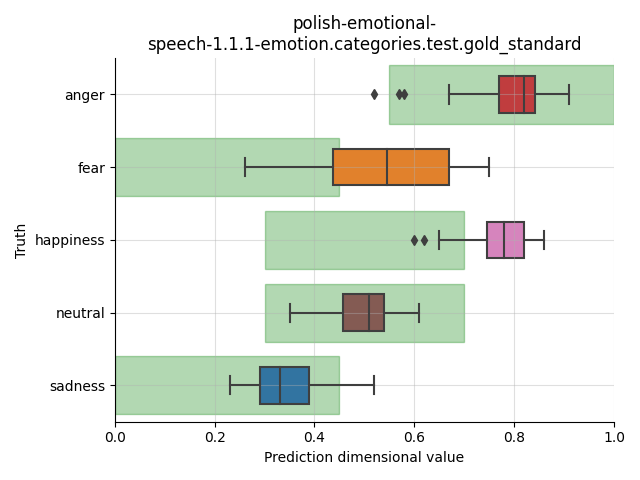 polish-emotional-
speech-1.1.1-emotion.categories.test.gold_standard
Truth
anger
fear
happiness
neutral
sadness
0.0 0.2 0.4 0.6 0.8 1.0
Prediction dimensional value